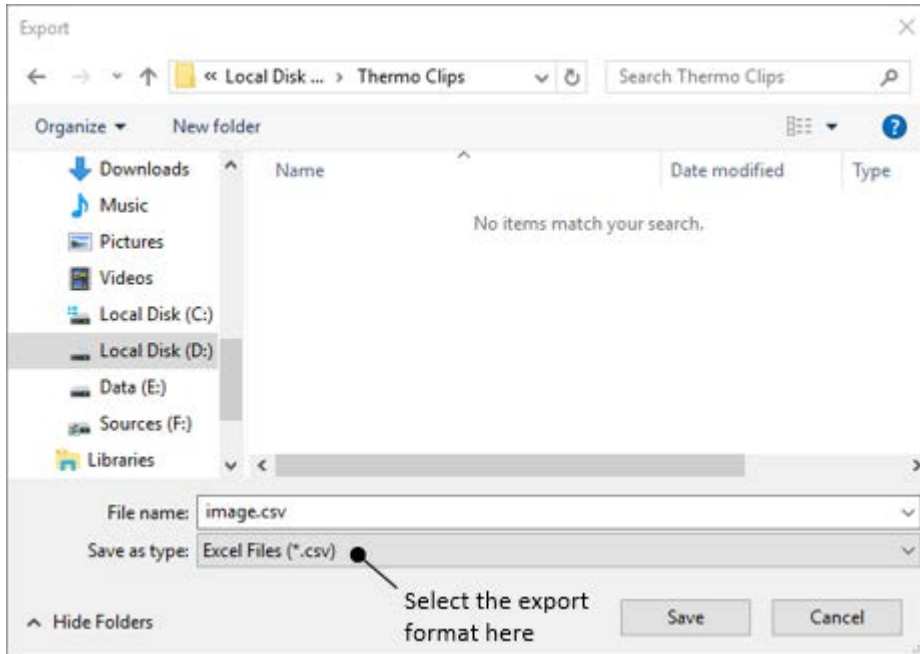 Export
« Local Disk ... › Thermo Clips
Search Thermo Clips
Organize
New folder
Name
Date modified
Type
No items match your search.
Downloads
Music
Pictures
Videos
Local Disk (C:)
Local Disk (D:)
Data (E:)
Sources (F:)
Libraries
File name: image.csv
Save as type: Excel Files (*.csv)
Select the export
format here
Hide Folders
Save
Cancel